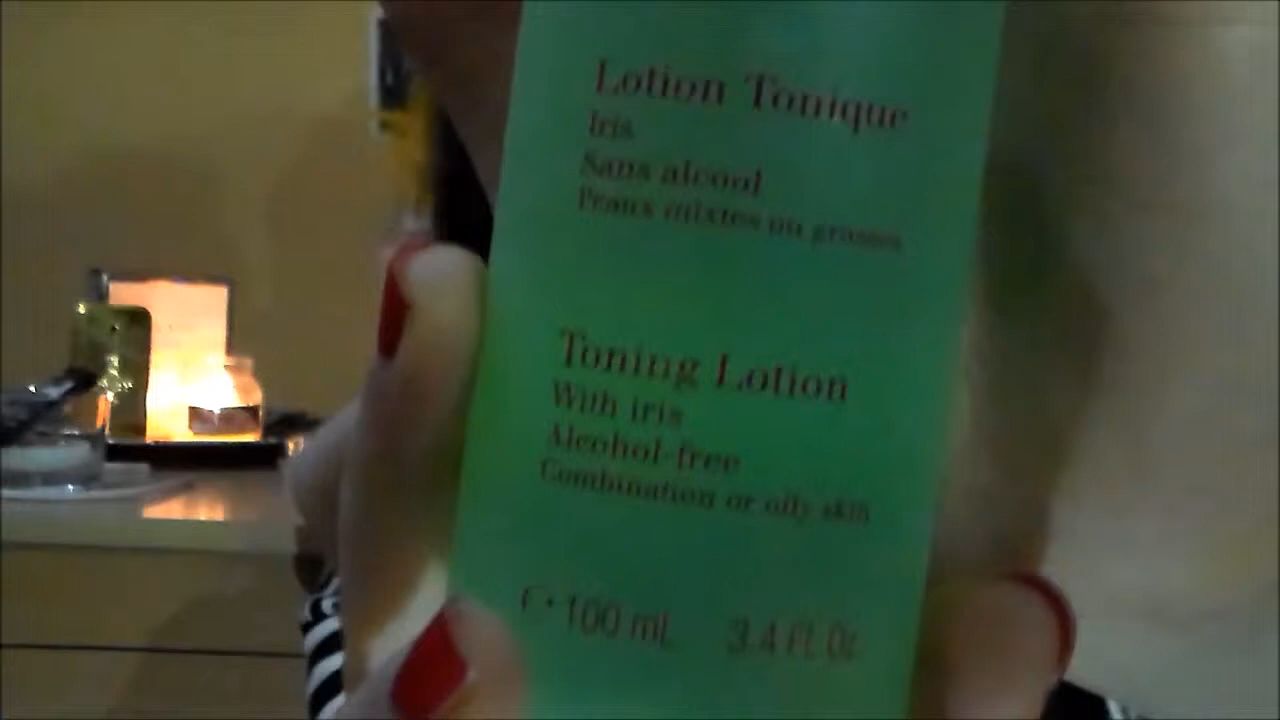 Lotion Tonique
Iris
Sans alcool
Peaux mixtes ou grasses
Toning Lotion
With iris
Alcohol-free
Combination or oily skin
100 mL 3.4 fl. Oz